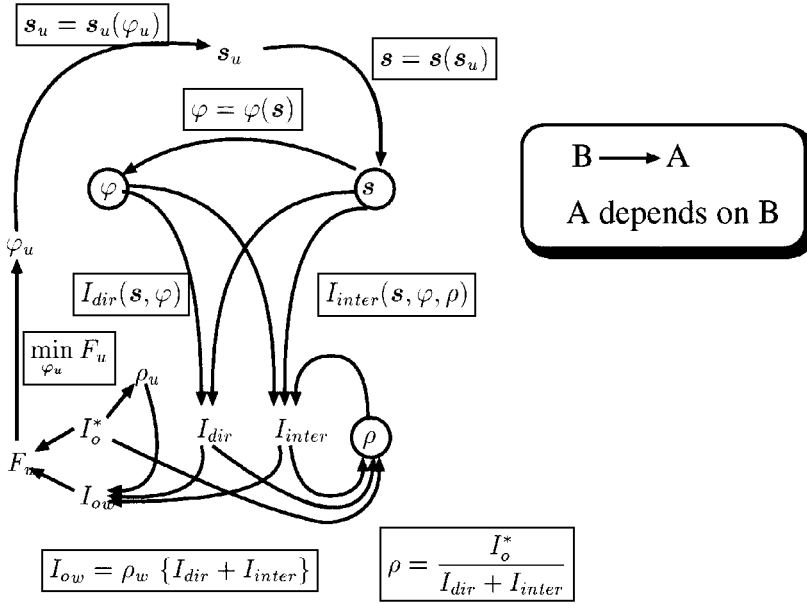 s_u = s_u(φ_u)
s_u
s = s(s_u)
φ = φ(s)
φ
s
B → A
A depends on B
φ_u
I_dir(s, φ)
I_inter(s, φ, ρ)
min F_u
φ_u
ρ_u
I_o^*
I_dir
I_inter
ρ
F_u
I_ow
I_ow = ρ_w {I_dir + I_inter}
ρ = I_o^* / (I_dir + I_inter)